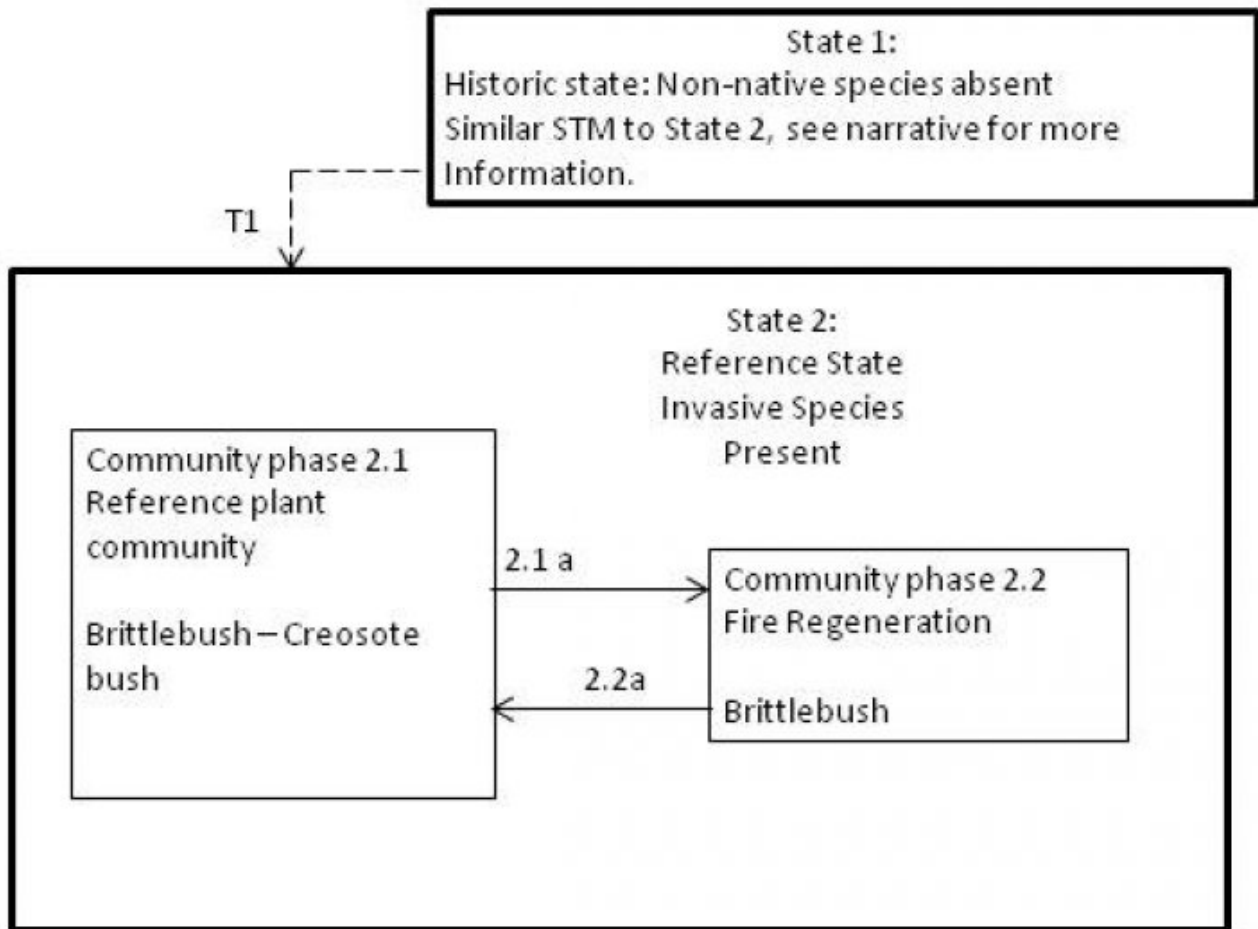 State 1:
Historic state: Non-native species absent
Similar STM to State 2, see narrative for more
Information.
T1
State 2:
Reference State
Invasive Species
Present
Community phase 2.1
Reference plant
community
Brittlebush – Creosote
bush
2.1 a
2.2a
Community phase 2.2
Fire Regeneration
Brittlebush